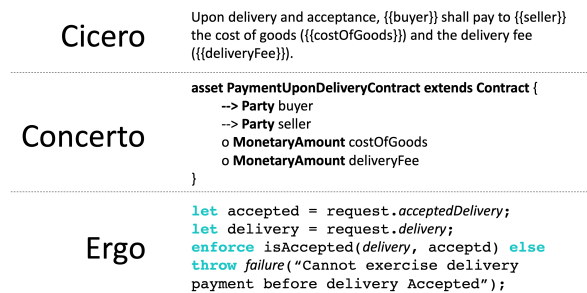 Cicero
Upon delivery and acceptance, {{buyer}} shall pay to {{seller}}
the cost of goods ({{costOfGoods}}) and the delivery fee
({{deliveryFee}}).
Concerto
asset PaymentUponDeliveryContract extends Contract {
--> Party buyer
--> Party seller
o MonetaryAmount costOfGoods
o MonetaryAmount deliveryFee
}
Ergo
let accepted = request.acceptedDelivery;
let delivery = request.delivery;
enforce isAccepted(delivery, acceptd) else
throw failure(“Cannot exercise delivery
payment before delivery Accepted”);